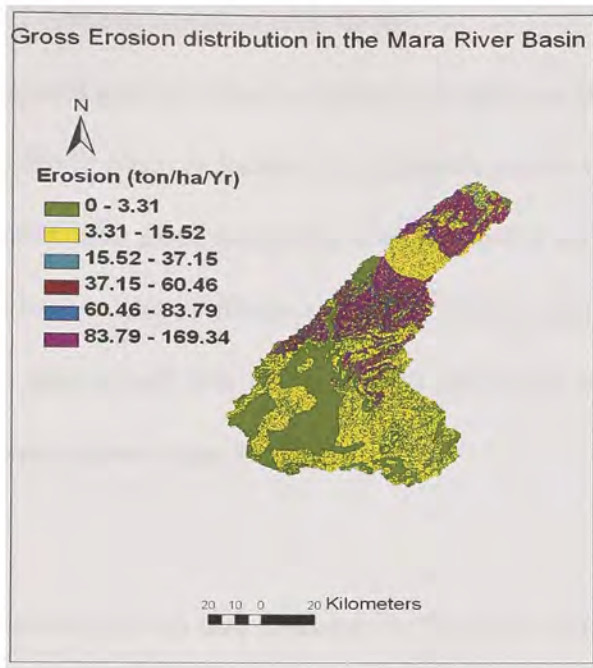 Gross Erosion distribution in the Mara River Basin
N
Erosion (ton/ha/Yr)
0 - 3.31
3.31 - 15.52
15.52 - 37.15
37.15 - 60.46
60.46 - 83.79
83.79 - 169.34
20 10 0 20 Kilometers